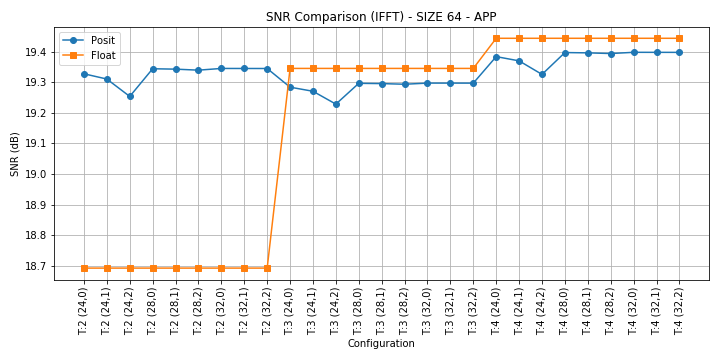 SNR Comparison (IFFT) - SIZE 64 - APP
Posit
Float
SNR (dB)
19.4
19.3
19.2
19.1
19.0
18.9
18.8
18.7
T:2 (24,0)
T:2 (24,1)
T:2 (24,2)
T:2 (28,0)
T:2 (28,1)
T:2 (28,2)
T:2 (32,0)
T:2 (32,1)
T:2 (32,2)
T:3 (24,0)
T:3 (24,1)
T:3 (24,2)
T:3 (28,0)
T:3 (28,1)
T:3 (28,2)
T:3 (32,0)
T:3 (32,1)
T:3 (32,2)
T:4 (24,0)
T:4 (24,1)
T:4 (24,2)
T:4 (28,0)
T:4 (28,1)
T:4 (28,2)
T:4 (32,0)
T:4 (32,1)
T:4 (32,2)
Configuration